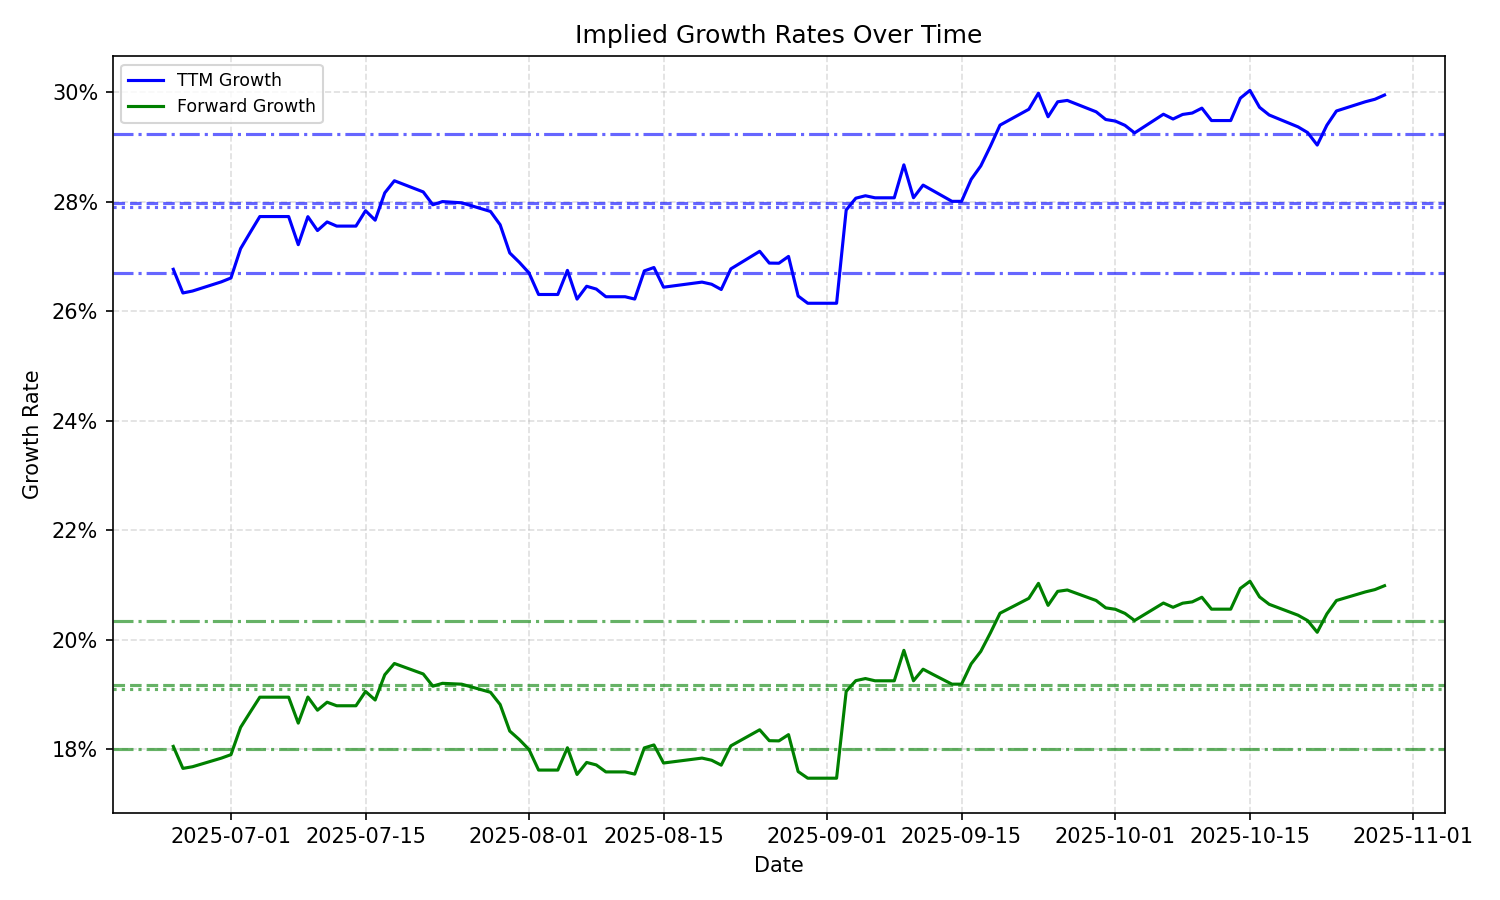 Implied Growth Rates Over Time
TTM Growth
Forward Growth
30%
28%
26%
24%
22%
20%
18%
Growth Rate
2025-07-01 2025-07-15 2025-08-01 2025-08-15 2025-09-01 2025-09-15 2025-10-01 2025-10-15 2025-11-01
Date